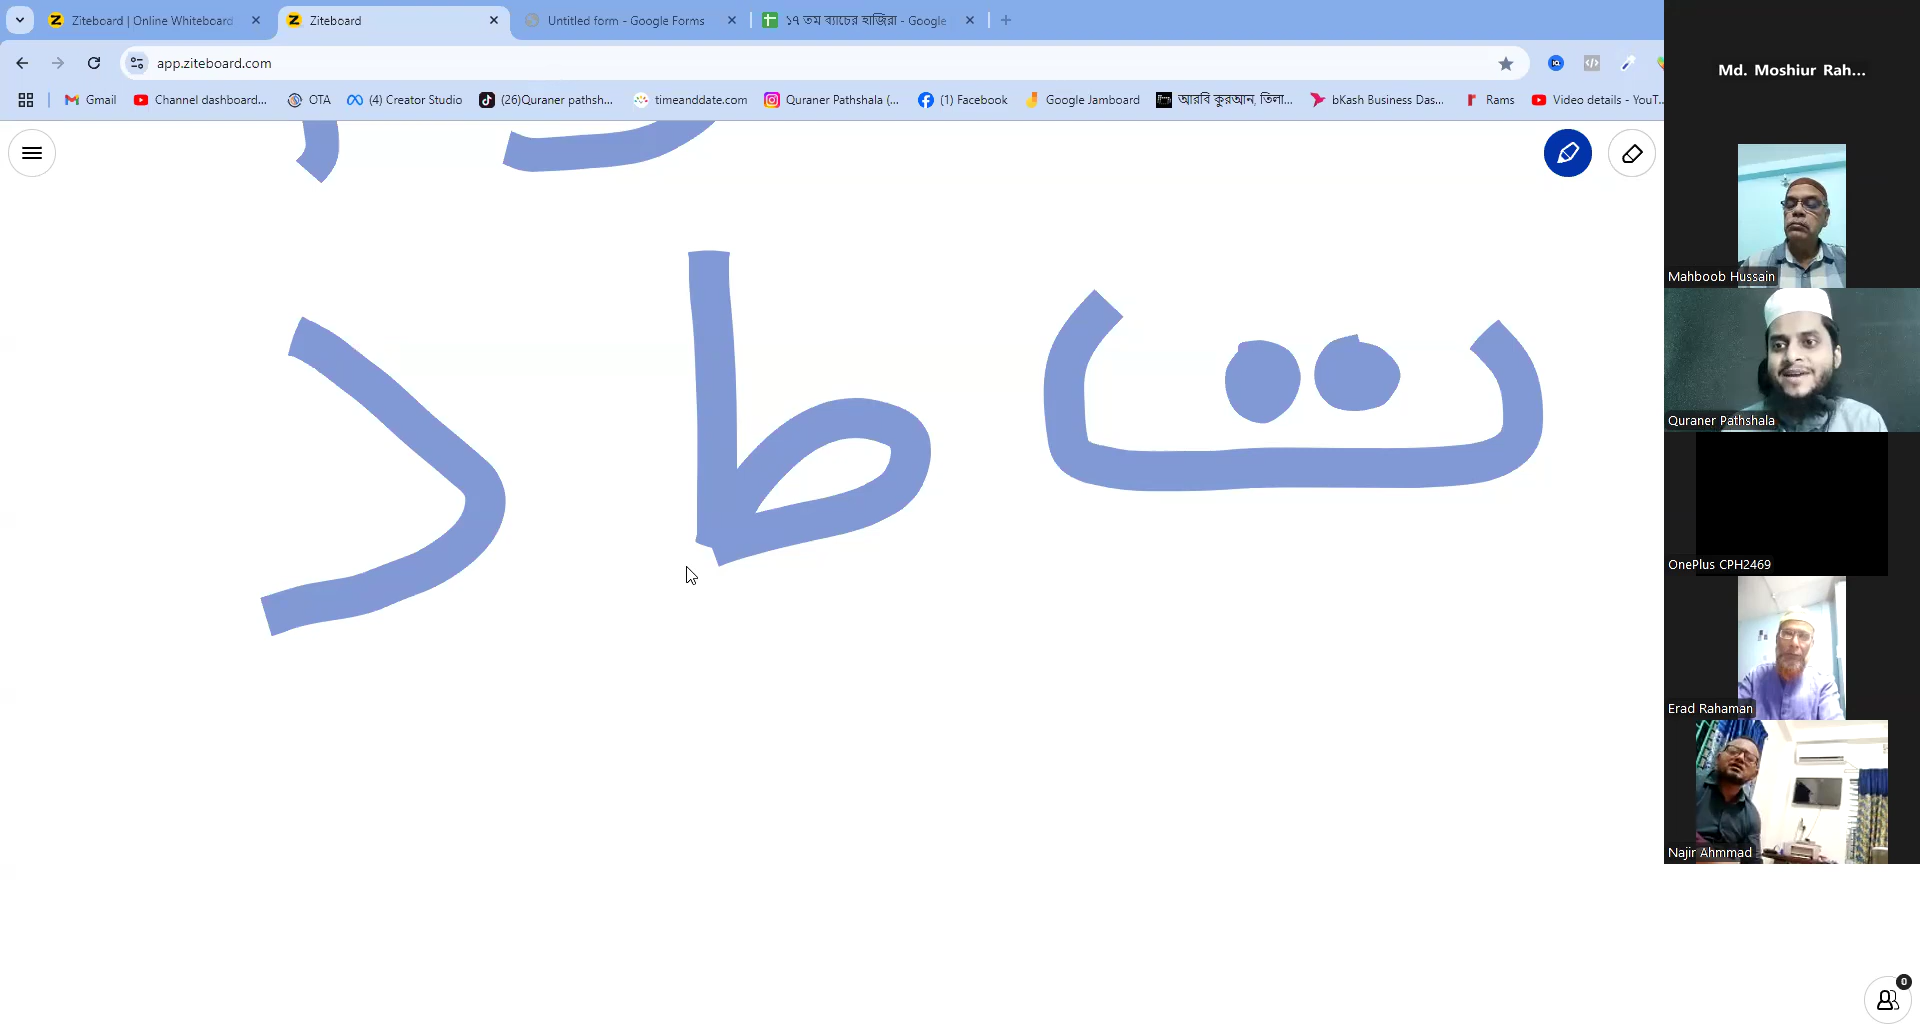 Ziteboard | Online Whiteboard
Ziteboard
Untitled form - Google Forms
১৭ তম ব্যাচের হাজিরা - Google
app.ziteboard.com
Gmail
Channel dashboard...
OTA
(4) Creator Studio
(26)Quraner pathsh...
timeanddate.com
Quraner Pathshala (...
(1) Facebook
Google Jamboard
আরবি কুরআন, তিলা...
bKash Business Das...
Rams
Video details - YouT...
Md. Moshiur Rah...
Mahboob Hussain
ت ط د
Quraner Pathshala
OnePlus CPH2469
Erad Rahaman
Najir Ahmmad
0